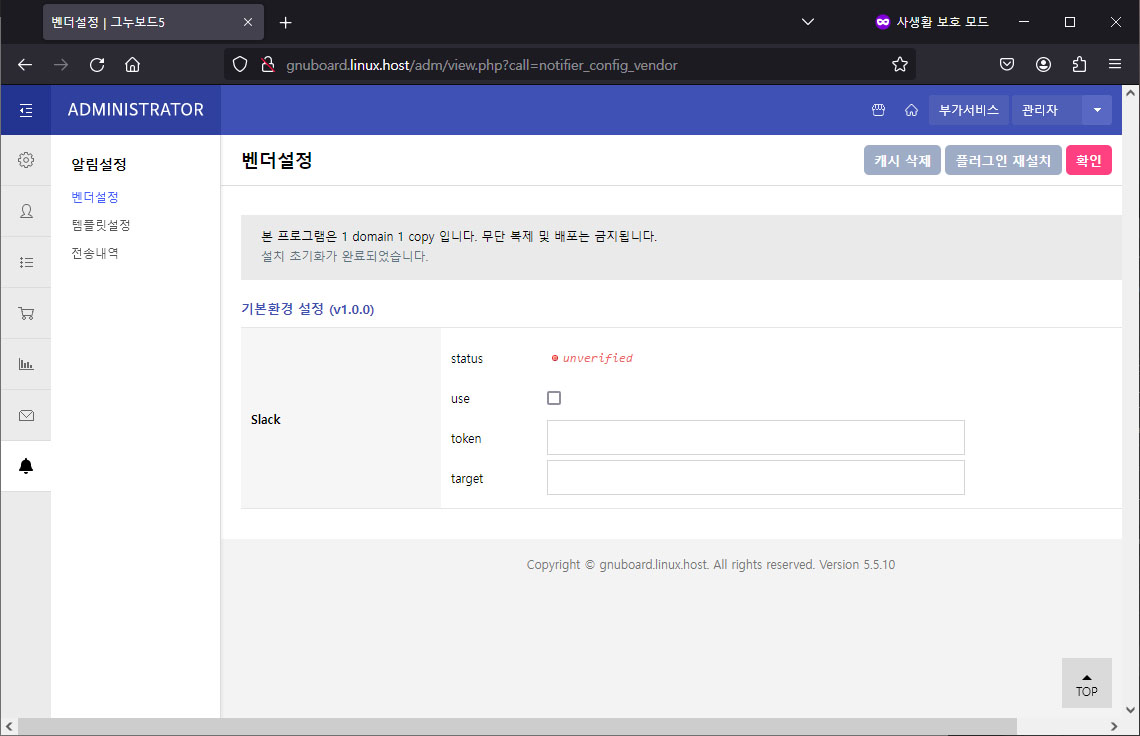 벤더설정 | 그누보드5
사생활 보호 모드
gnuboard.linux.host/adm/view.php?call=notifier_config_vendor
ADMINISTRATOR
부가서비스
관리자
알림설정
벤더설정
템플릿설정
전송내역
벤더설정
캐시 삭제
플러그인 재설치
확인
본 프로그램은 1 domain 1 copy 입니다. 무단 복제 및 배포는 금지됩니다.
설치 초기화가 완료되었습니다.
기본환경 설정 (v1.0.0)
Slack
status
unverified
use
token
target
Copyright © gnuboard.linux.host. All rights reserved. Version 5.5.10
TOP